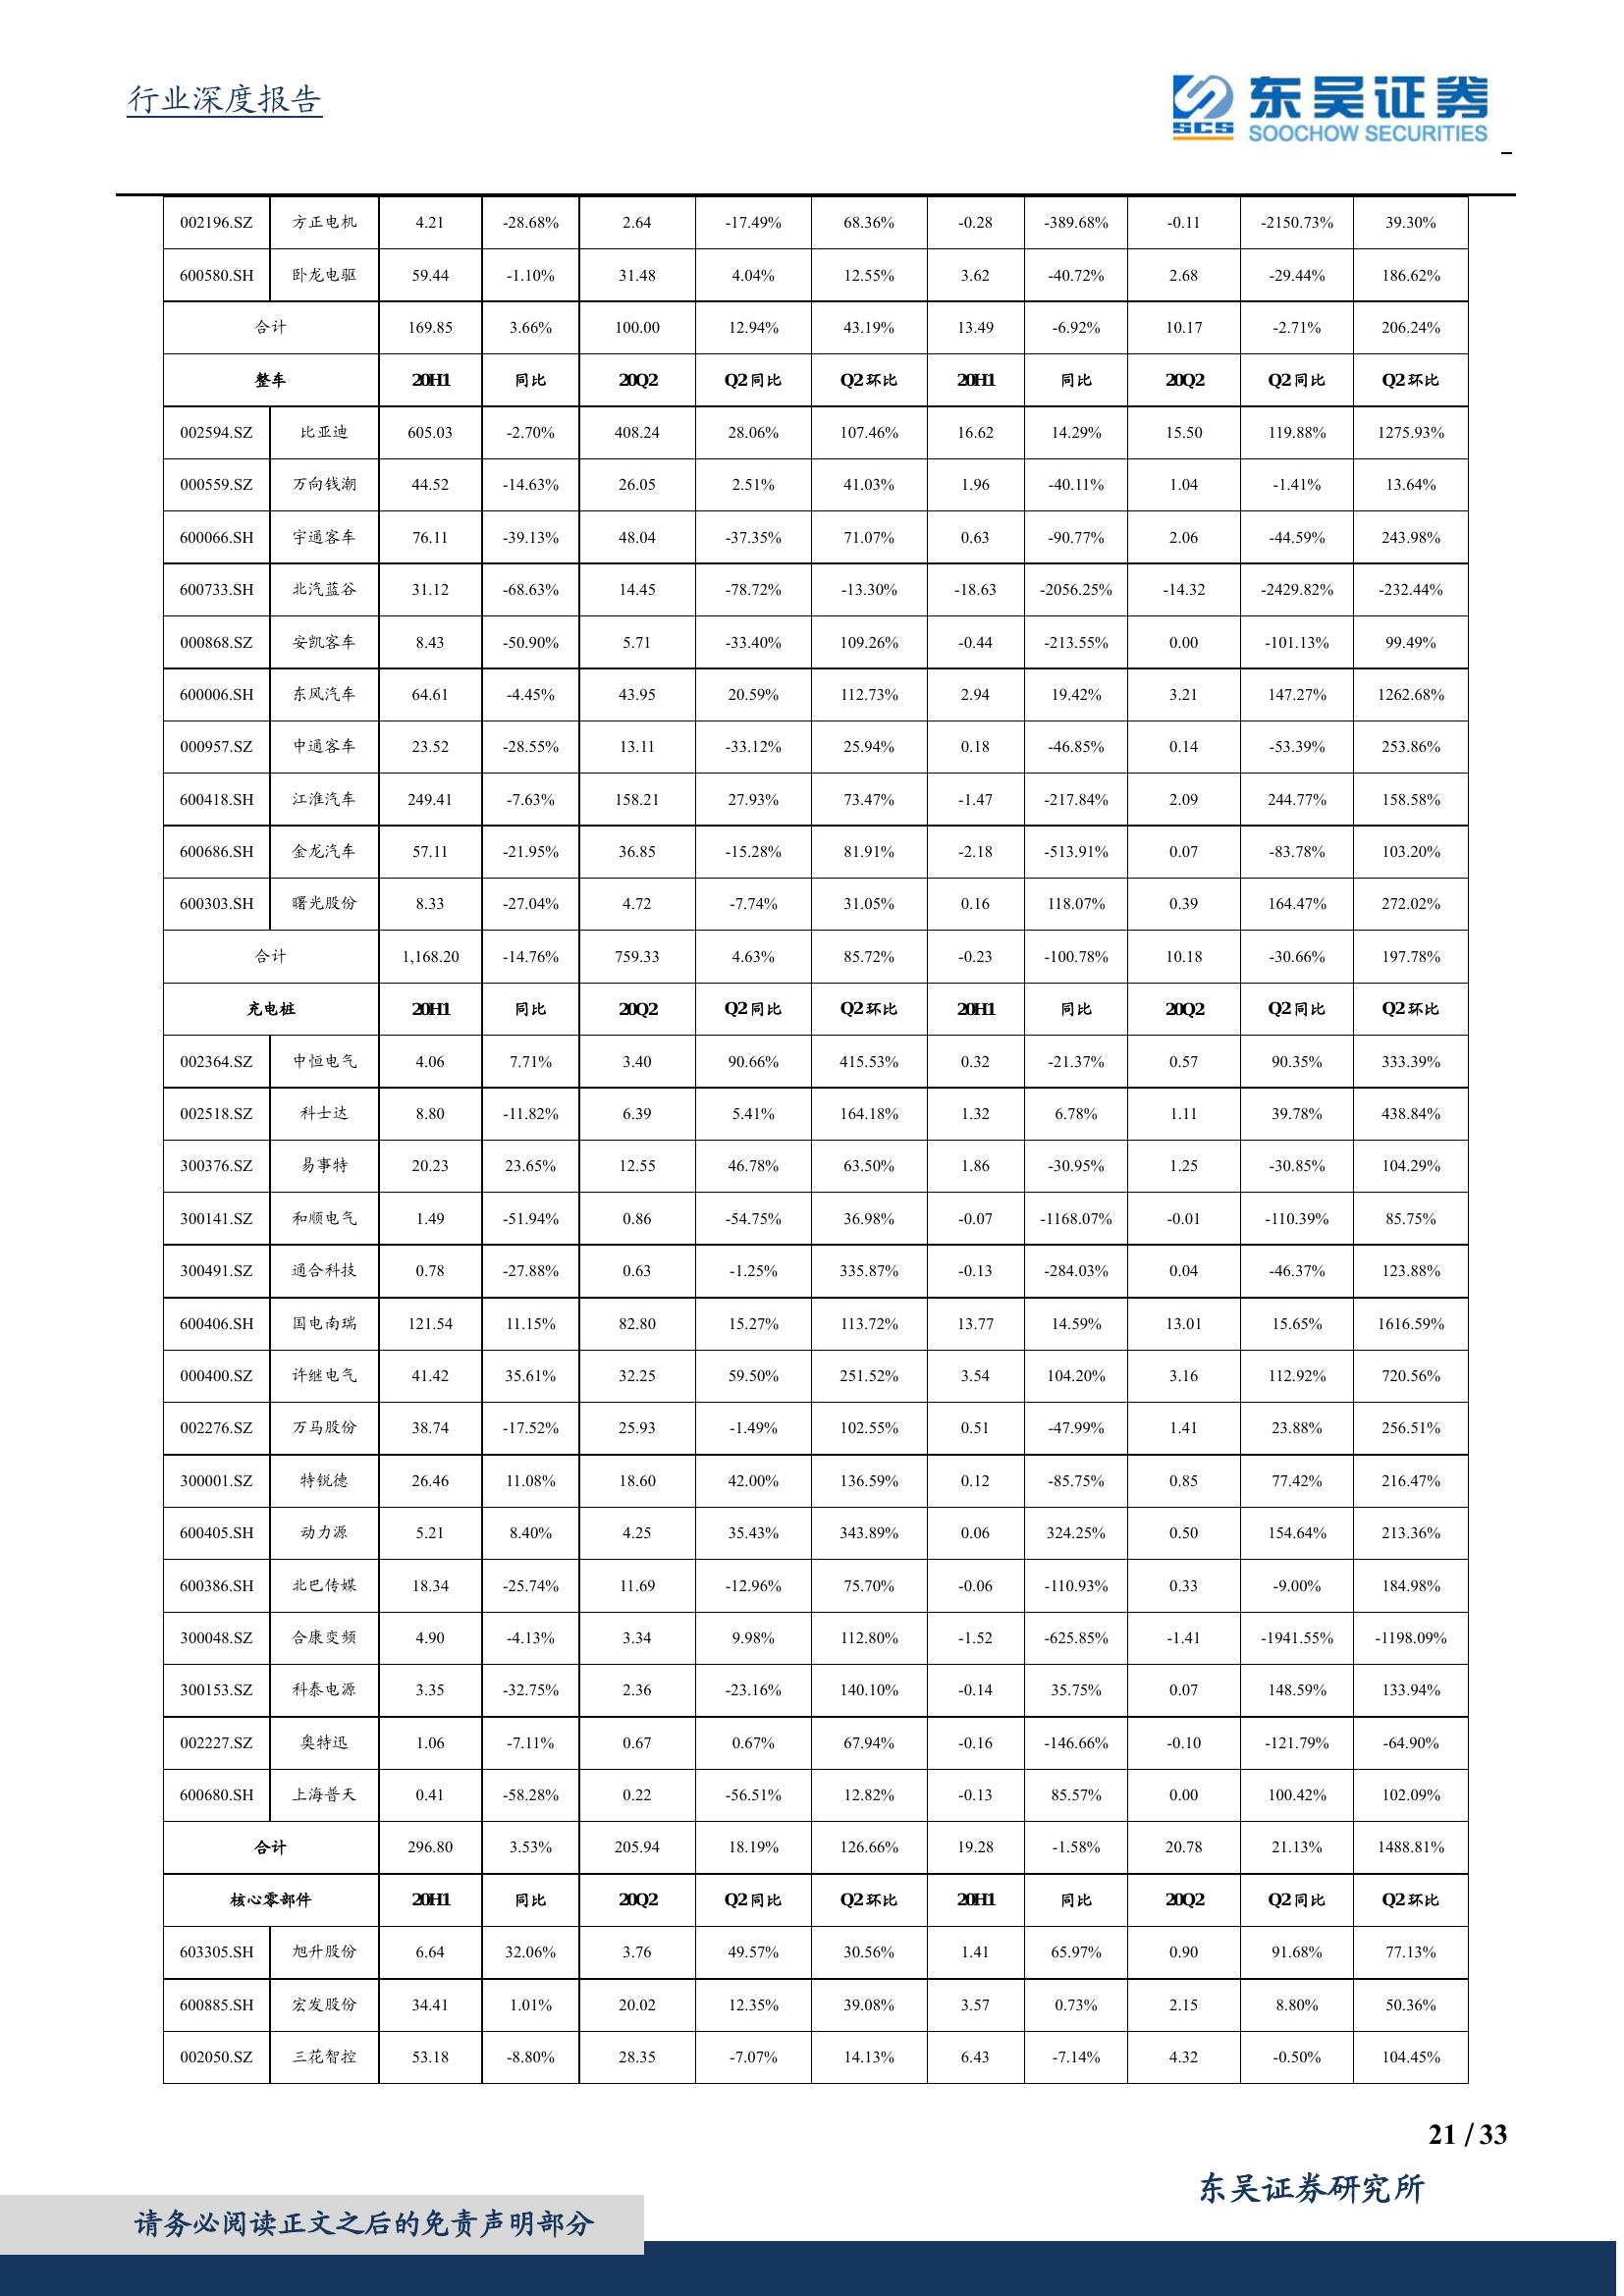 行业深度报告
东吴证券
SCS SOOCHOW SECURITIES
002196.SZ 方正电机 4.21 -28.68% 2.64 -17.49% 68.36% -0.28 -389.68% -0.11 -2150.73% 39.30%
600580.SH 卧龙电驱 59.44 -1.10% 31.48 4.04% 12.55% 3.62 -40.72% 2.68 -29.44% 186.62%
合计 169.85 3.66% 100.00 12.94% 43.19% 13.49 -6.92% 10.17 -2.71% 206.24%
整车 20H1 同比 20Q2 Q2同比 Q2环比 20H1 同比 20Q2 Q2同比 Q2环比
002594.SZ 比亚迪 605.03 -2.70% 408.24 28.06% 107.46% 16.62 14.29% 15.50 119.88% 1275.93%
000559.SZ 万向钱潮 44.52 -14.63% 26.05 2.51% 41.03% 1.96 -40.11% 1.04 -1.41% 13.64%
600066.SH 宇通客车 76.11 -39.13% 48.04 -37.35% 71.07% 0.63 -90.77% 2.06 -44.59% 243.98%
600733.SH 北汽蓝谷 31.12 -68.63% 14.45 -78.72% -13.30% -18.63 -2056.25% -14.32 -2429.82% -232.44%
000868.SZ 安凯客车 8.43 -50.90% 5.71 -33.40% 109.26% -0.44 -213.55% 0.00 -101.13% 99.49%
600006.SH 东风汽车 64.61 -4.45% 43.95 20.59% 112.73% 2.94 19.42% 3.21 147.27% 1262.68%
000957.SZ 中通客车 23.52 -28.55% 13.11 -33.12% 25.94% 0.18 -46.85% 0.14 -53.39% 253.86%
600418.SH 江淮汽车 249.41 -7.63% 158.21 27.93% 73.47% -1.47 -217.84% 2.09 244.77% 158.58%
600686.SH 金龙汽车 57.11 -21.95% 36.85 -15.28% 81.91% -2.18 -513.91% 0.07 -83.78% 103.20%
600303.SH 曙光股份 8.33 -27.04% 4.72 -7.74% 31.05% 0.16 118.07% 0.39 164.47% 272.02%
合计 1,168.20 -14.76% 759.33 4.63% 85.72% -0.23 -100.78% 10.18 -30.66% 197.78%
充电桩 20H1 同比 20Q2 Q2同比 Q2环比 20H1 同比 20Q2 Q2同比 Q2环比
002364.SZ 中恒电气 4.06 7.71% 3.40 90.66% 415.53% 0.32 -21.37% 0.57 90.35% 333.39%
002518.SZ 科士达 8.80 -11.82% 6.39 5.41% 164.18% 1.32 6.78% 1.11 39.78% 438.84%
300376.SZ 易事特 20.23 23.65% 12.55 46.78% 63.50% 1.86 -30.95% 1.25 -30.85% 104.29%
300141.SZ 和顺电气 1.49 -51.94% 0.86 -54.75% 36.98% -0.07 -1168.07% -0.01 -110.39% 85.75%
300491.SZ 通合科技 0.78 -27.88% 0.63 -1.25% 335.87% -0.13 -284.03% 0.04 -46.37% 123.88%
600406.SH 国电南瑞 121.54 11.15% 82.80 15.27% 113.72% 13.77 14.59% 13.01 15.65% 1616.59%
000400.SZ 许继电气 41.42 35.61% 32.25 59.50% 251.52% 3.54 104.20% 3.16 112.92% 720.56%
002276.SZ 万马股份 38.74 -17.52% 25.93 -1.49% 102.55% 0.51 -47.99% 1.41 23.88% 256.51%
300001.SZ 特锐德 26.46 11.08% 18.60 42.00% 136.59% 0.12 -85.75% 0.85 77.42% 216.47%
600405.SH 动力源 5.21 8.40% 4.25 35.43% 343.89% 0.06 324.25% 0.50 154.64% 213.36%
600386.SH 北巴传媒 18.34 -25.74% 11.69 -12.96% 75.70% -0.06 -110.93% 0.33 -9.00% 184.98%
300048.SZ 合康变频 4.90 -4.13% 3.34 9.98% 112.80% -1.52 -625.85% -1.41 -1941.55% -1198.09%
300153.SZ 科泰电源 3.35 -32.75% 2.36 -23.16% 140.10% -0.14 35.75% 0.07 148.59% 133.94%
002227.SZ 奥特迅 1.06 -7.11% 0.67 0.67% 67.94% -0.16 -146.66% -0.10 -121.79% -64.90%
600680.SH 上海普天 0.41 -58.28% 0.22 -56.51% 12.82% -0.13 85.57% 0.00 100.42% 102.09%
合计 296.80 3.53% 205.94 18.19% 126.66% 19.28 -1.58% 20.78 21.13% 1488.81%
核心零部件 20H1 同比 20Q2 Q2同比 Q2环比 20H1 同比 20Q2 Q2同比 Q2环比
603305.SH 旭升股份 6.64 32.06% 3.76 49.57% 30.56% 1.41 65.97% 0.90 91.68% 77.13%
600885.SH 宏发股份 34.41 1.01% 20.02 12.35% 39.08% 3.57 0.73% 2.15 8.80% 50.36%
002050.SZ 三花智控 53.18 -8.80% 28.35 -7.07% 14.13% 6.43 -7.14% 4.32 -0.50% 104.45%
21 / 33
东吴证券研究所
请务必阅读正文之后的免责声明部分